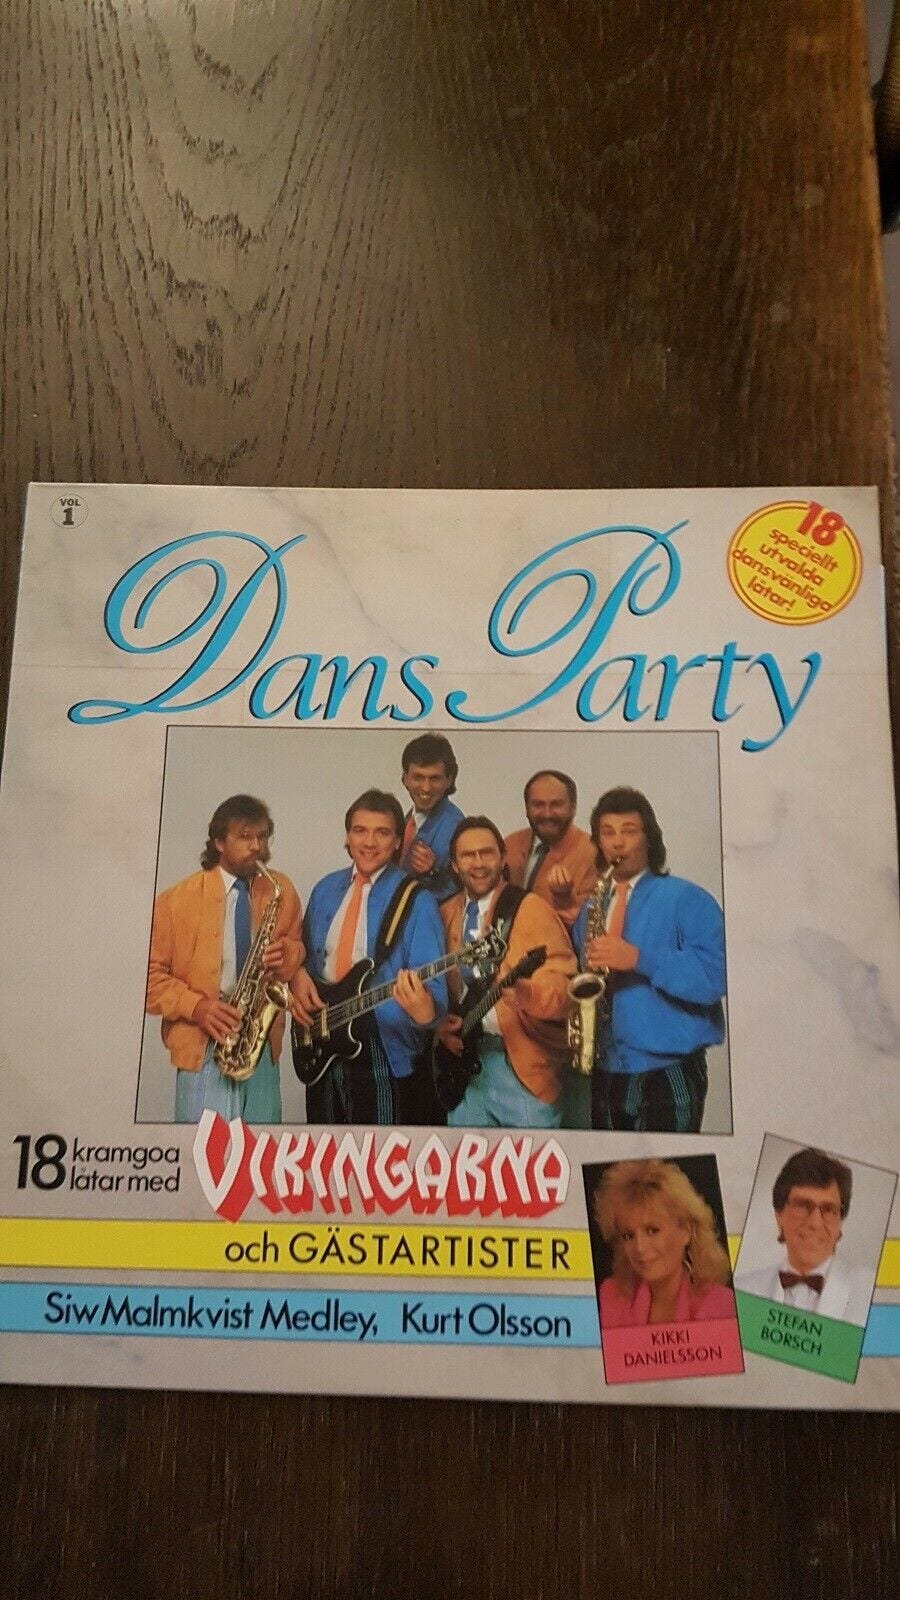 VOL
1
Dans Party
18
speciellt
utvalda
dansvänliga
låtar!
18 kramgoa
låtar med
VIKINGARNA
och GÄSTARTISTER
Siw Malmkvist Medley, Kurt Olsson
KIKKI
DANIELSSON
STEFAN
BORSCH